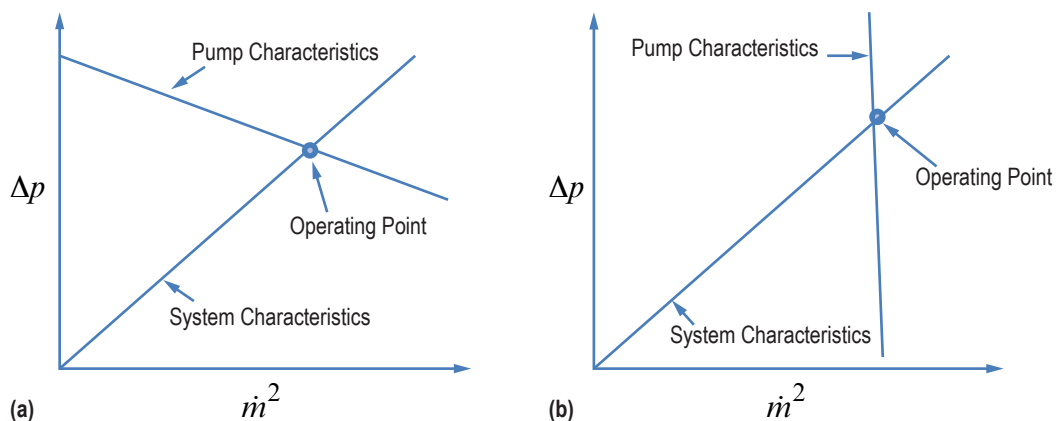 Pump Characteristics
Δp
Operating Point
System Characteristics
(a)
ṁ²
Pump Characteristics
Δp
Operating Point
System Characteristics
(b)
ṁ²